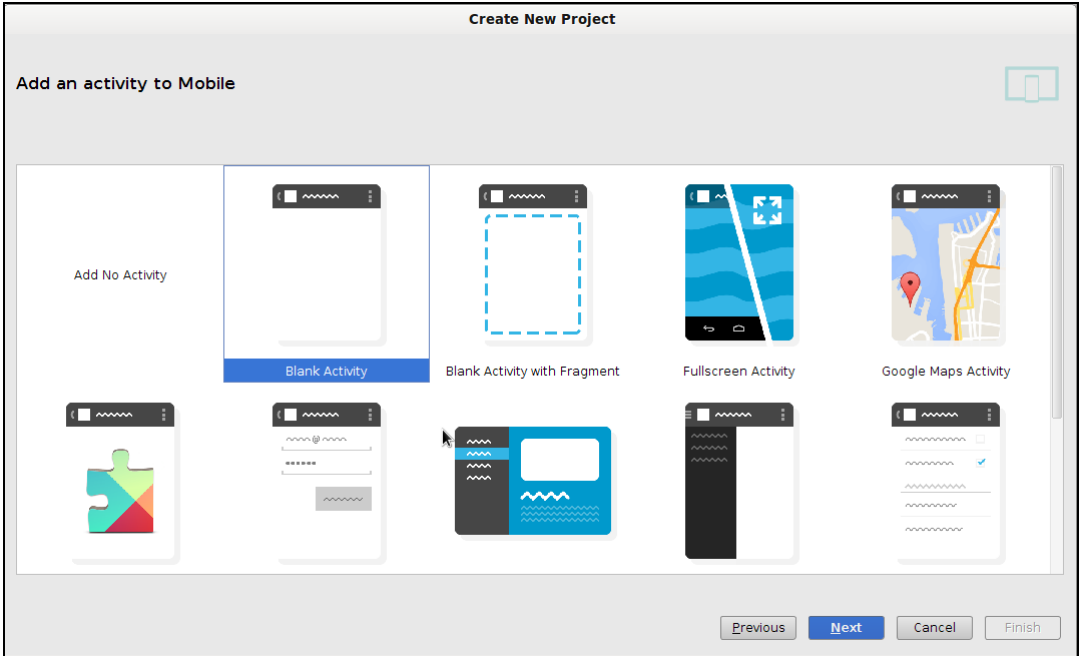 Create New Project
Add an activity to Mobile
Add No Activity
Blank Activity
Blank Activity with Fragment
Fullscreen Activity
Google Maps Activity
Previous
Next
Cancel
Finish